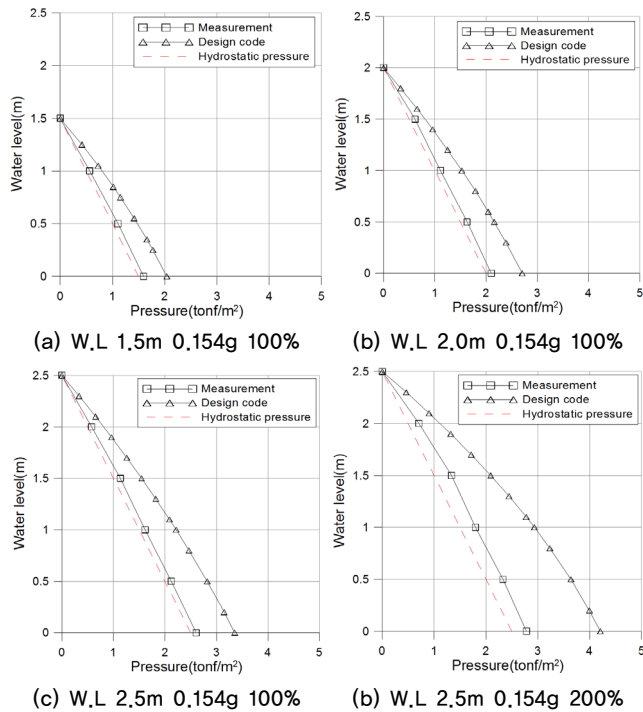 Measurement
Design code
Hydrostatic pressure
Water level(m)
2.5
2
1.5
1
0.5
0
0 1 2 3 4 5
Pressure(tonf/m²)
(a) W.L 1.5m 0.154g 100%
Measurement
Design code
Hydrostatic pressure
Water level(m)
2.5
2
1.5
1
0.5
0
0 1 2 3 4 5
Pressure(tonf/m²)
(b) W.L 2.0m 0.154g 100%
Measurement
Design code
Hydrostatic pressure
Water level(m)
2.5
2
1.5
1
0.5
0
0 1 2 3 4 5
Pressure(tonf/m²)
(c) W.L 2.5m 0.154g 100%
Measurement
Design code
Hydrostatic pressure
Water level(m)
2.5
2
1.5
1
0.5
0
0 1 2 3 4 5
Pressure(tonf/m²)
(b) W.L 2.5m 0.154g 200%